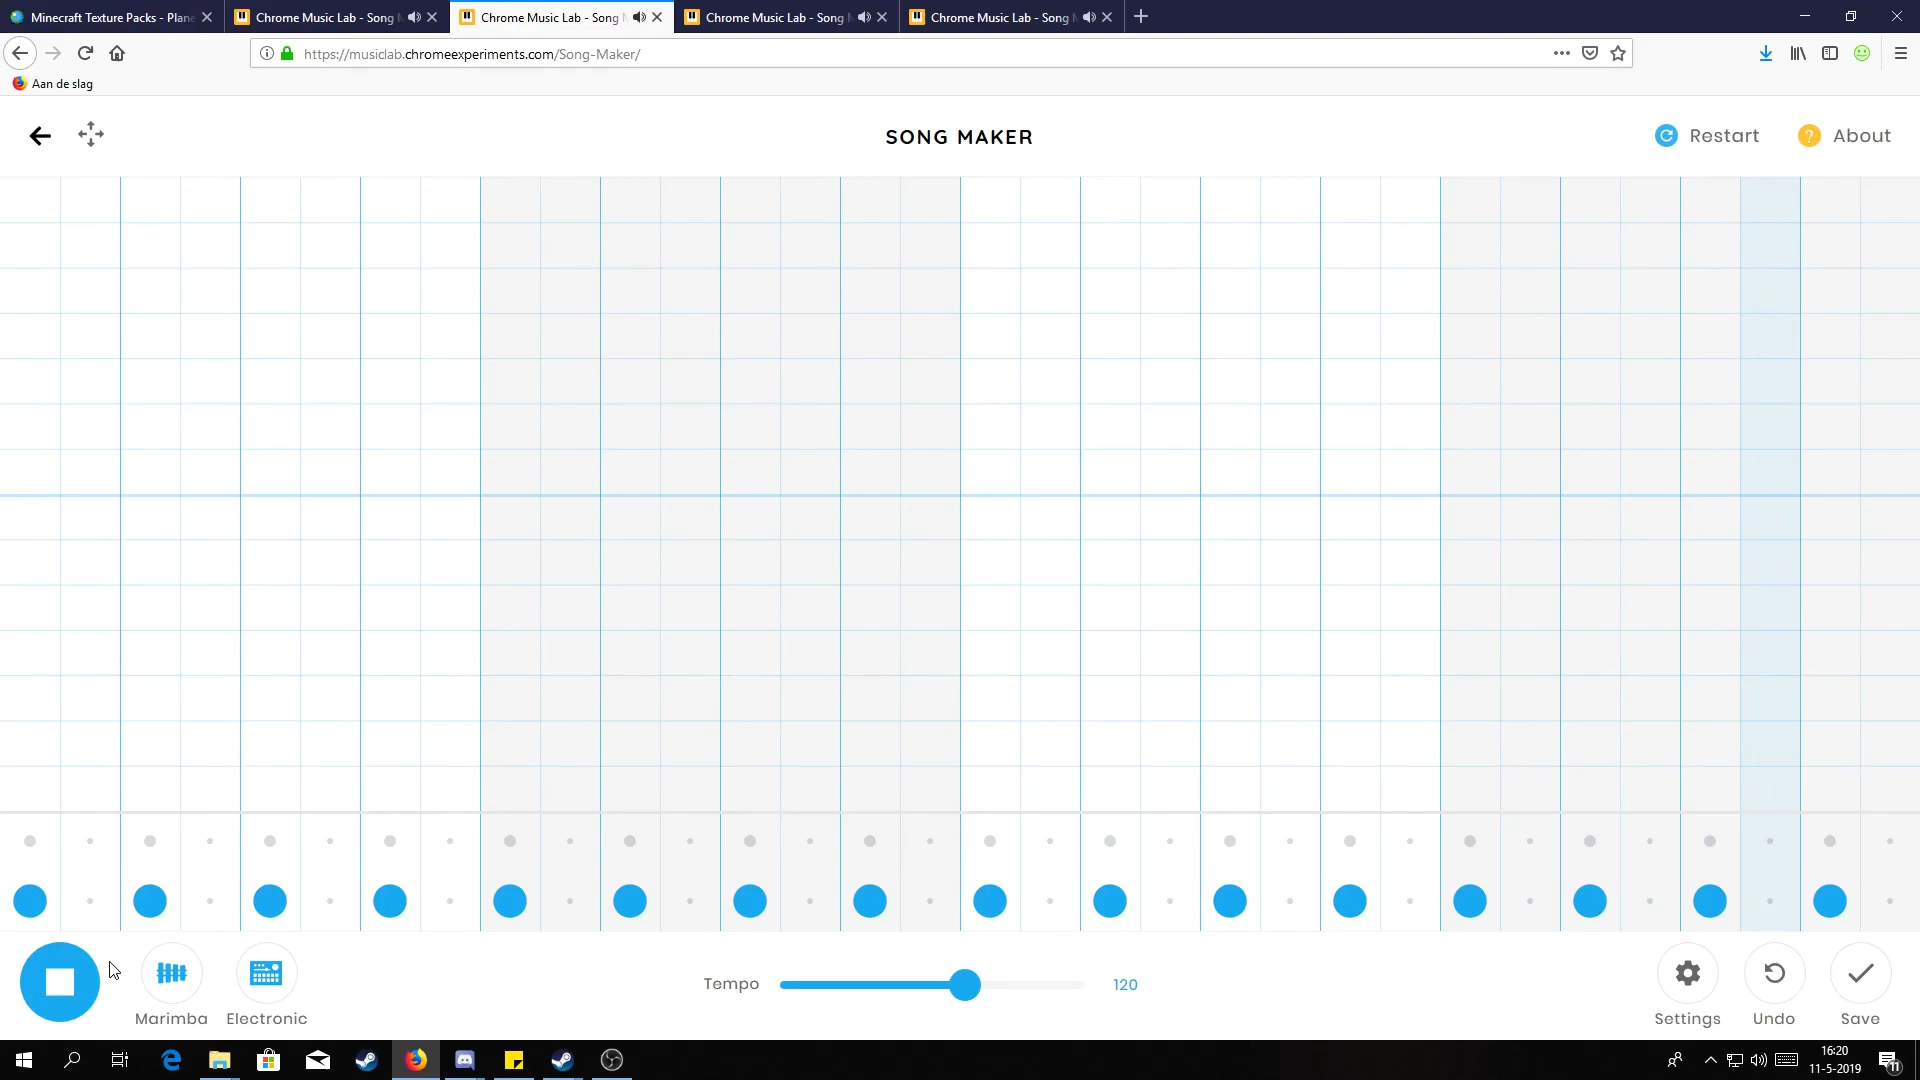 Minecraft Texture Packs - Plane
Chrome Music Lab - Song M
Chrome Music Lab - Song M
Chrome Music Lab - Song M
Chrome Music Lab - Song M
https://musiclab.chromeexperiments.com/Song-Maker/
Aan de slag
SONG MAKER
Restart
? About
Tempo 120
Marimba Electronic
Settings Undo Save
16:20
11-5-2019
11